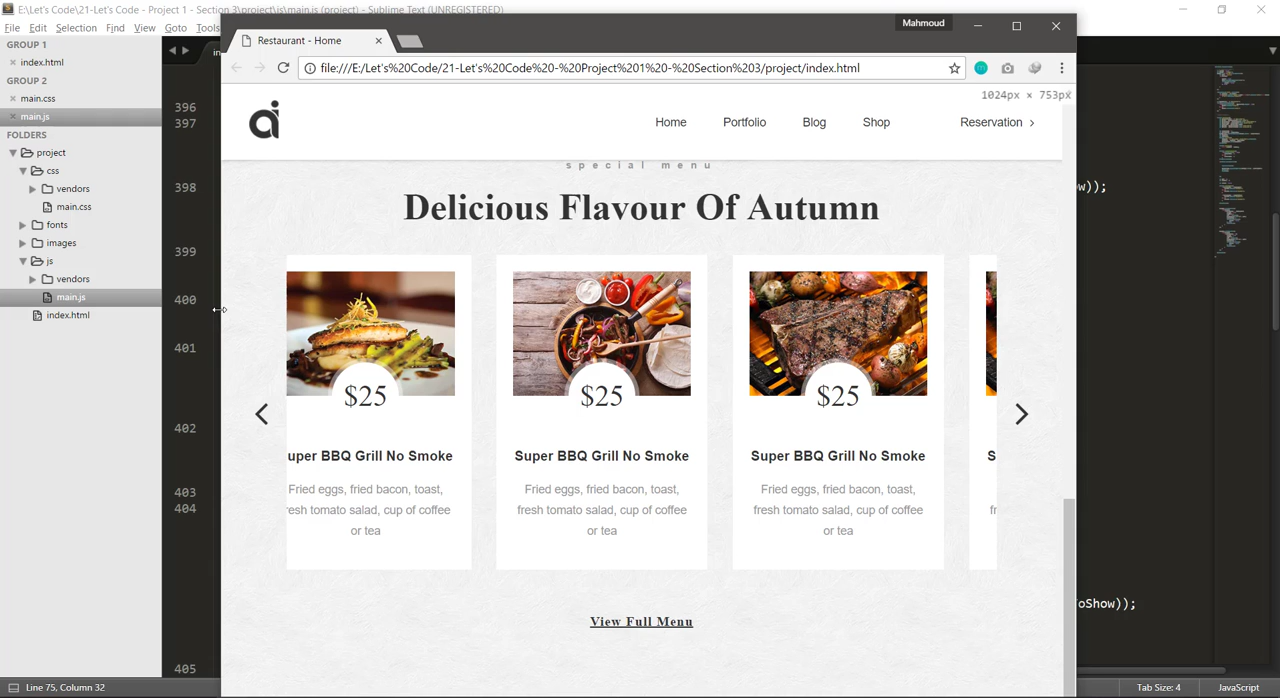 E:\Let's Code\21-Let's Code - Project 1 - Section 3\project\js\main.js (project) - Sublime Text (UNREGISTERED)
File Edit Selection Find View Goto Tools
GROUP 1
index.html
GROUP 2
main.css
main.js
FOLDERS
project
css
vendors
main.css
fonts
images
js
vendors
main.js
index.html
396
397
398
399
400
401
402
403
404
405
Mahmoud
Restaurant - Home
file:///E:/Let's%20Code/21-Let's%20Code%20-%20Project%201%20-%20Section%203/project/index.html
1024px × 753px
ai
Home Portfolio Blog Shop Reservation
special menu
Delicious Flavour Of Autumn
$25 $25 $25
uper BBQ Grill No Smoke Super BBQ Grill No Smoke Super BBQ Grill No Smoke S
Fried eggs, fried bacon, toast, Fried eggs, fried bacon, toast, Fried eggs, fried bacon, toast,
resh tomato salad, cup of coffee fresh tomato salad, cup of coffee fresh tomato salad, cup of coffee fr
or tea or tea or tea
View Full Menu
w));
oShow));
Line 75, Column 32
Tab Size: 4 JavaScript